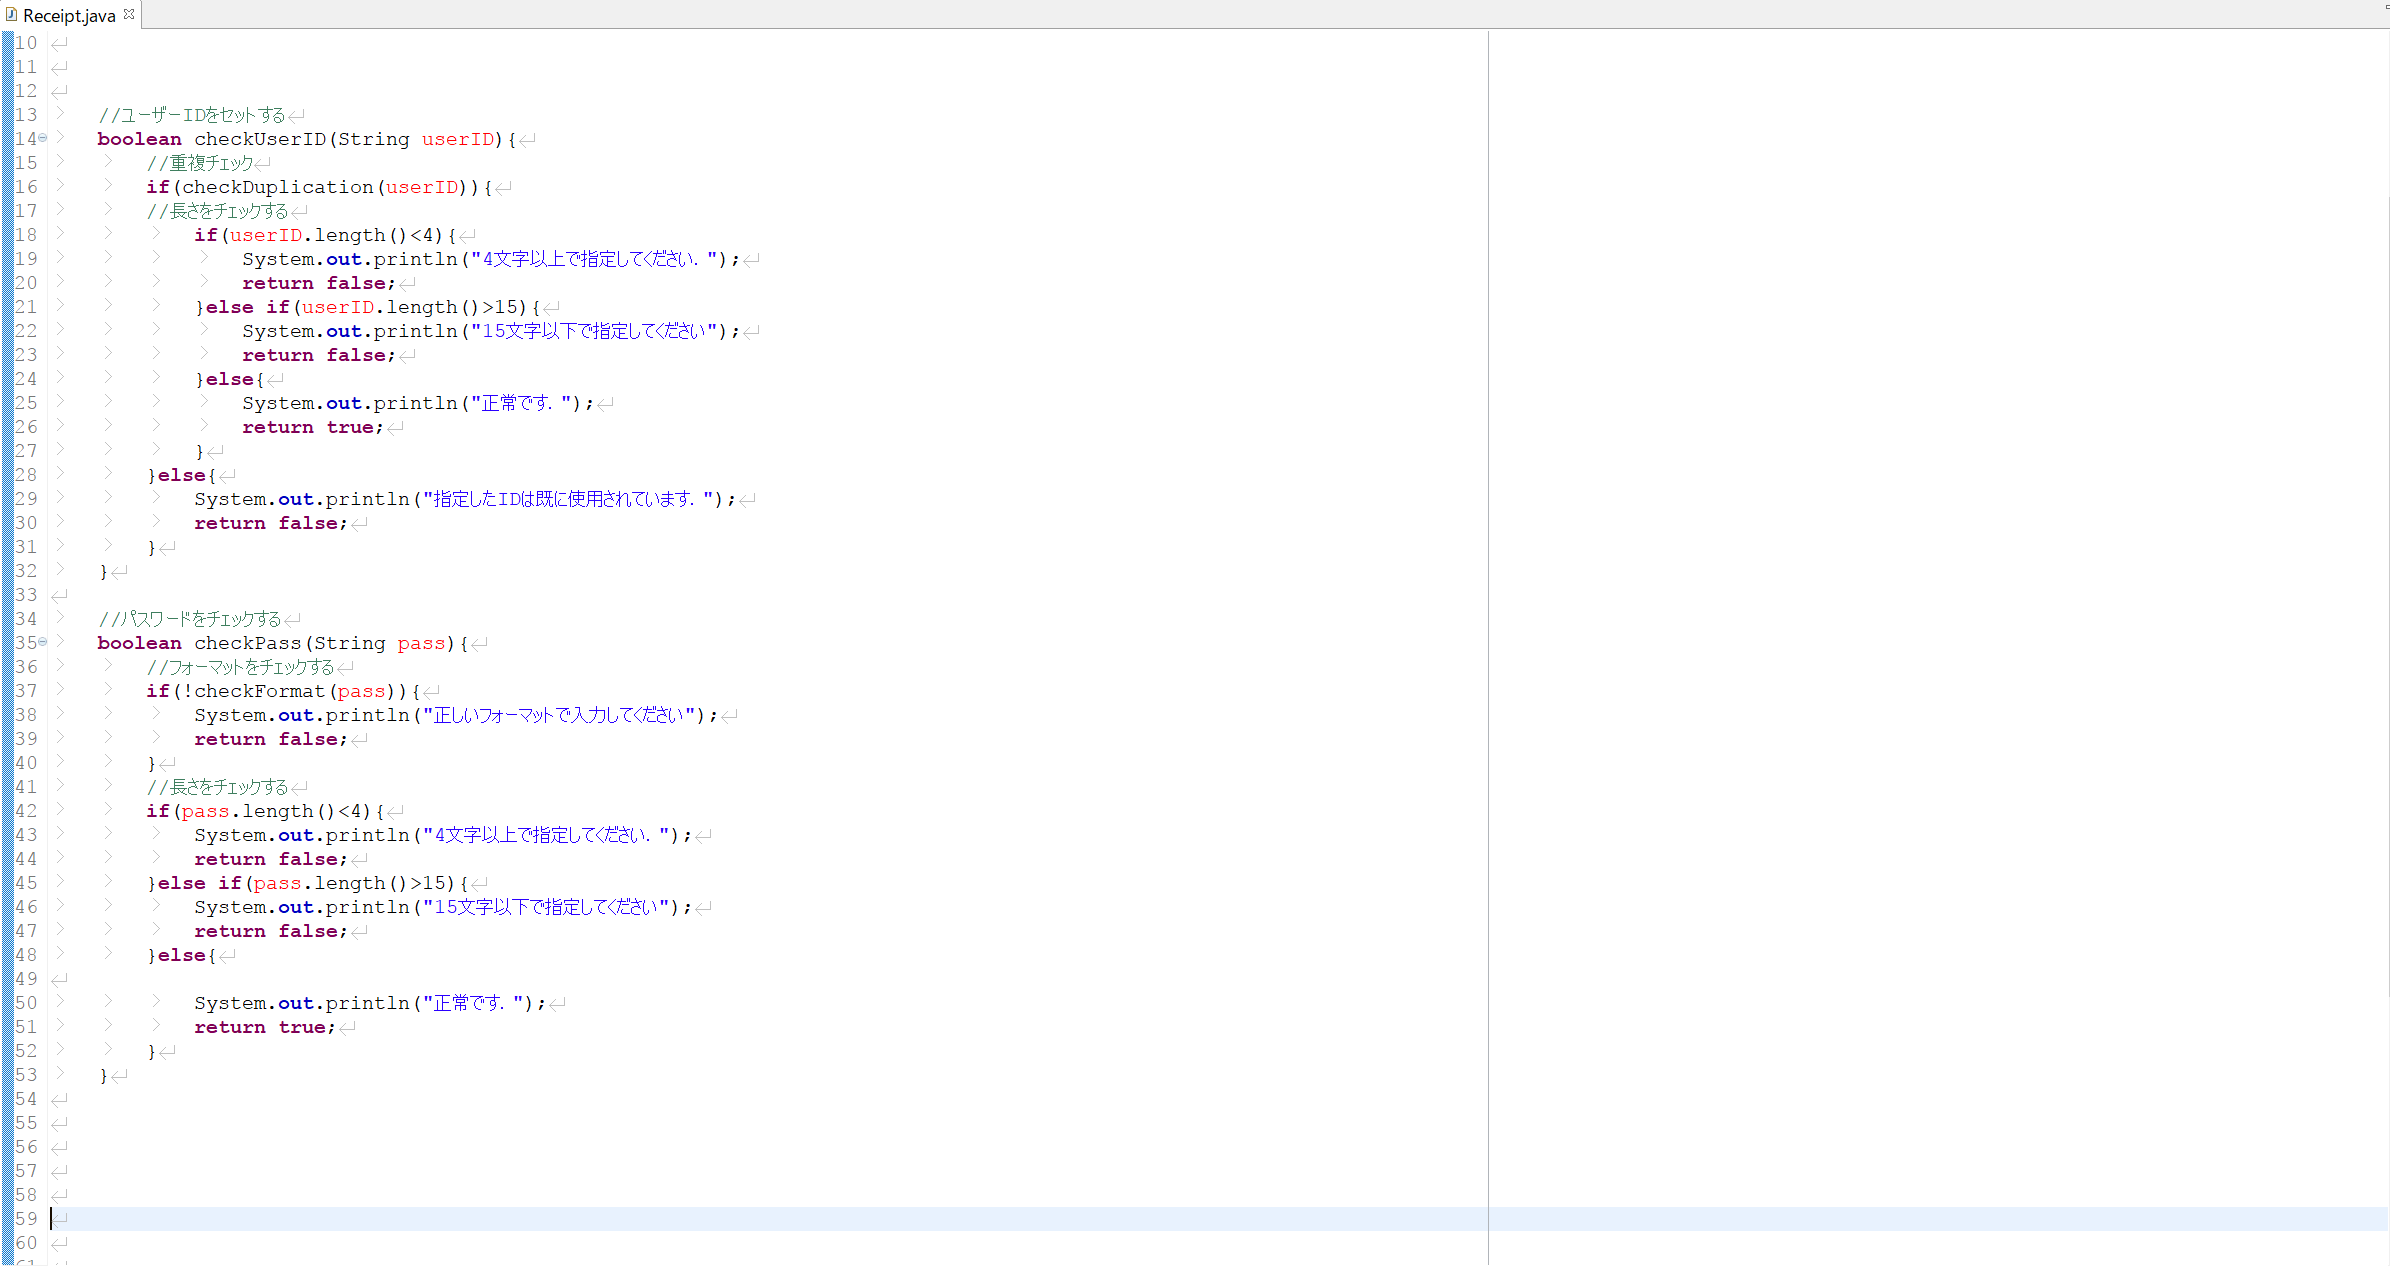 Receipt.java
10
11
12
13 //ユーザーIDをセットする
14 boolean checkUserID(String userID){
15 //重複チェック
16 if(checkDuplication(userID)){
17 //長さをチェックする
18 if(userID.length()<4){
19 System.out.println("4文字以上で指定してください．");
20 return false;
21 }else if(userID.length()>15){
22 System.out.println("15文字以下で指定してください");
23 return false;
24 }else{
25 System.out.println("正常です．");
26 return true;
27 }
28 }else{
29 System.out.println("指定したIDは既に使用されています．");
30 return false;
31 }
32 }
33
34 //パスワードをチェックする
35 boolean checkPass(String pass){
36 //フォーマットをチェックする
37 if(!checkFormat(pass)){
38 System.out.println("正しいフォーマットで入力してください");
39 return false;
40 }
41 //長さをチェックする
42 if(pass.length()<4){
43 System.out.println("4文字以上で指定してください．");
44 return false;
45 }else if(pass.length()>15){
46 System.out.println("15文字以下で指定してください");
47 return false;
48 }else{
49
50 System.out.println("正常です．");
51 return true;
52 }
53 }
54
55
56
57
58
59
60